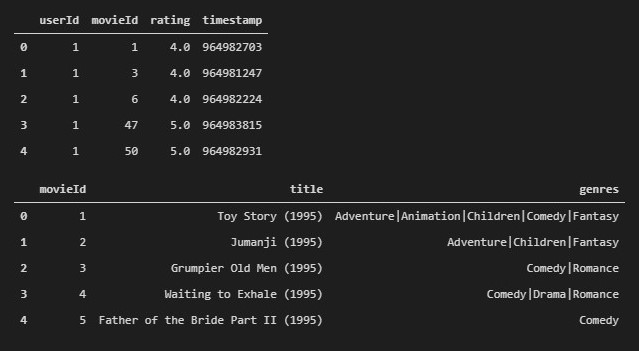 userId movieId rating timestamp
0 1 1 4.0 964982703
1 1 3 4.0 964981247
2 1 6 4.0 964982224
3 1 47 5.0 964983815
4 1 50 5.0 964982931
movieId title genres
0 1 Toy Story (1995) Adventure|Animation|Children|Comedy|Fantasy
1 2 Jumanji (1995) Adventure|Children|Fantasy
2 3 Grumpier Old Men (1995) Comedy|Romance
3 4 Waiting to Exhale (1995) Comedy|Drama|Romance
4 5 Father of the Bride Part II (1995) Comedy